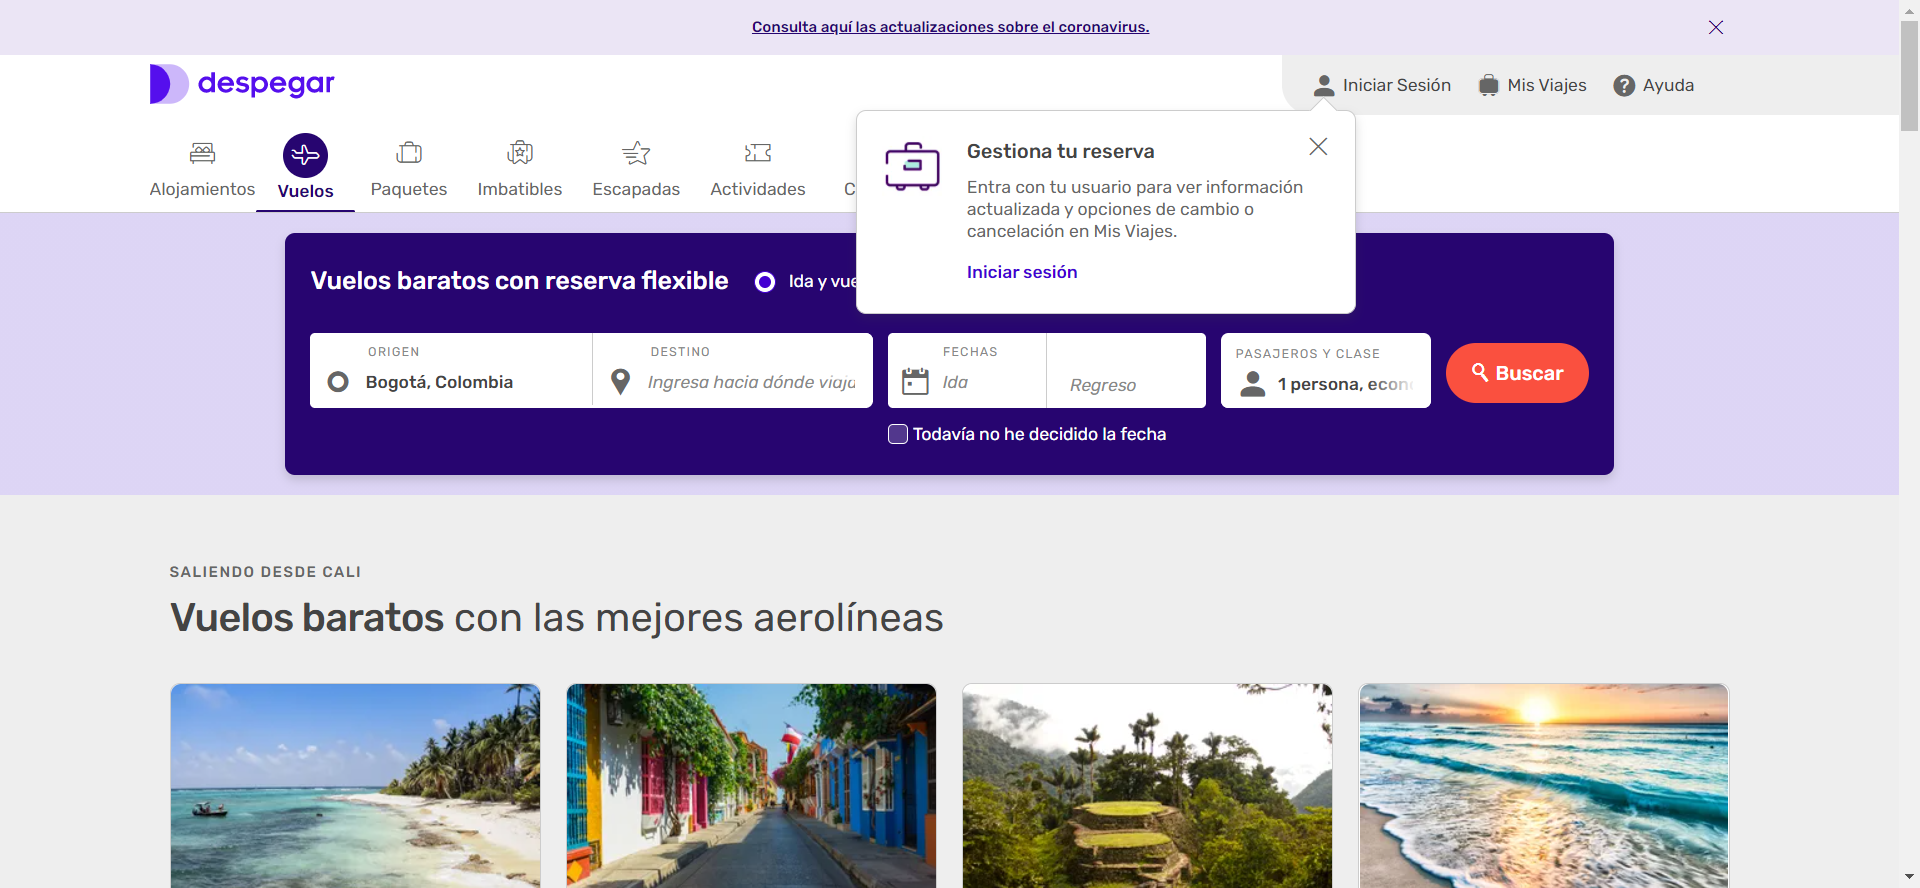 Consulta aquí las actualizaciones sobre el coronavirus.
despegar
Iniciar Sesión
Mis Viajes
Ayuda
Alojamientos
Vuelos
Paquetes
Imbatibles
Escapadas
Actividades
C
Gestiona tu reserva
Entra con tu usuario para ver información
actualizada y opciones de cambio o
cancelación en Mis Viajes.
Iniciar sesión
Vuelos baratos con reserva flexible
Ida y vue
ORIGEN
Bogotá, Colombia
DESTINO
Ingresa hacia dónde viaja
FECHAS
Ida
Regreso
PASAJEROS Y CLASE
1 persona, econ
Buscar
Todavía no he decidido la fecha
SALIENDO DESDE CALI
Vuelos baratos con las mejores aerolíneas